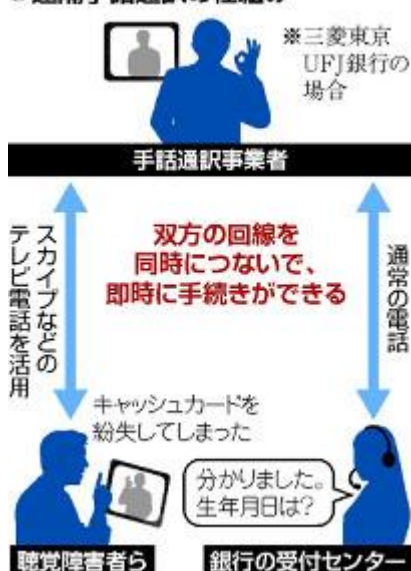 ※三菱東京
UFJ銀行の
場合
手話通訳事業者
スカイプなどの
テレビ電話を活用
双方の回線を
同時につないで、
即時に手続きができる
通常の電話
キャッシュカードを
紛失してしまった
分かりました。
生年月日は?
聴覚障害者ら
銀行の受付センター